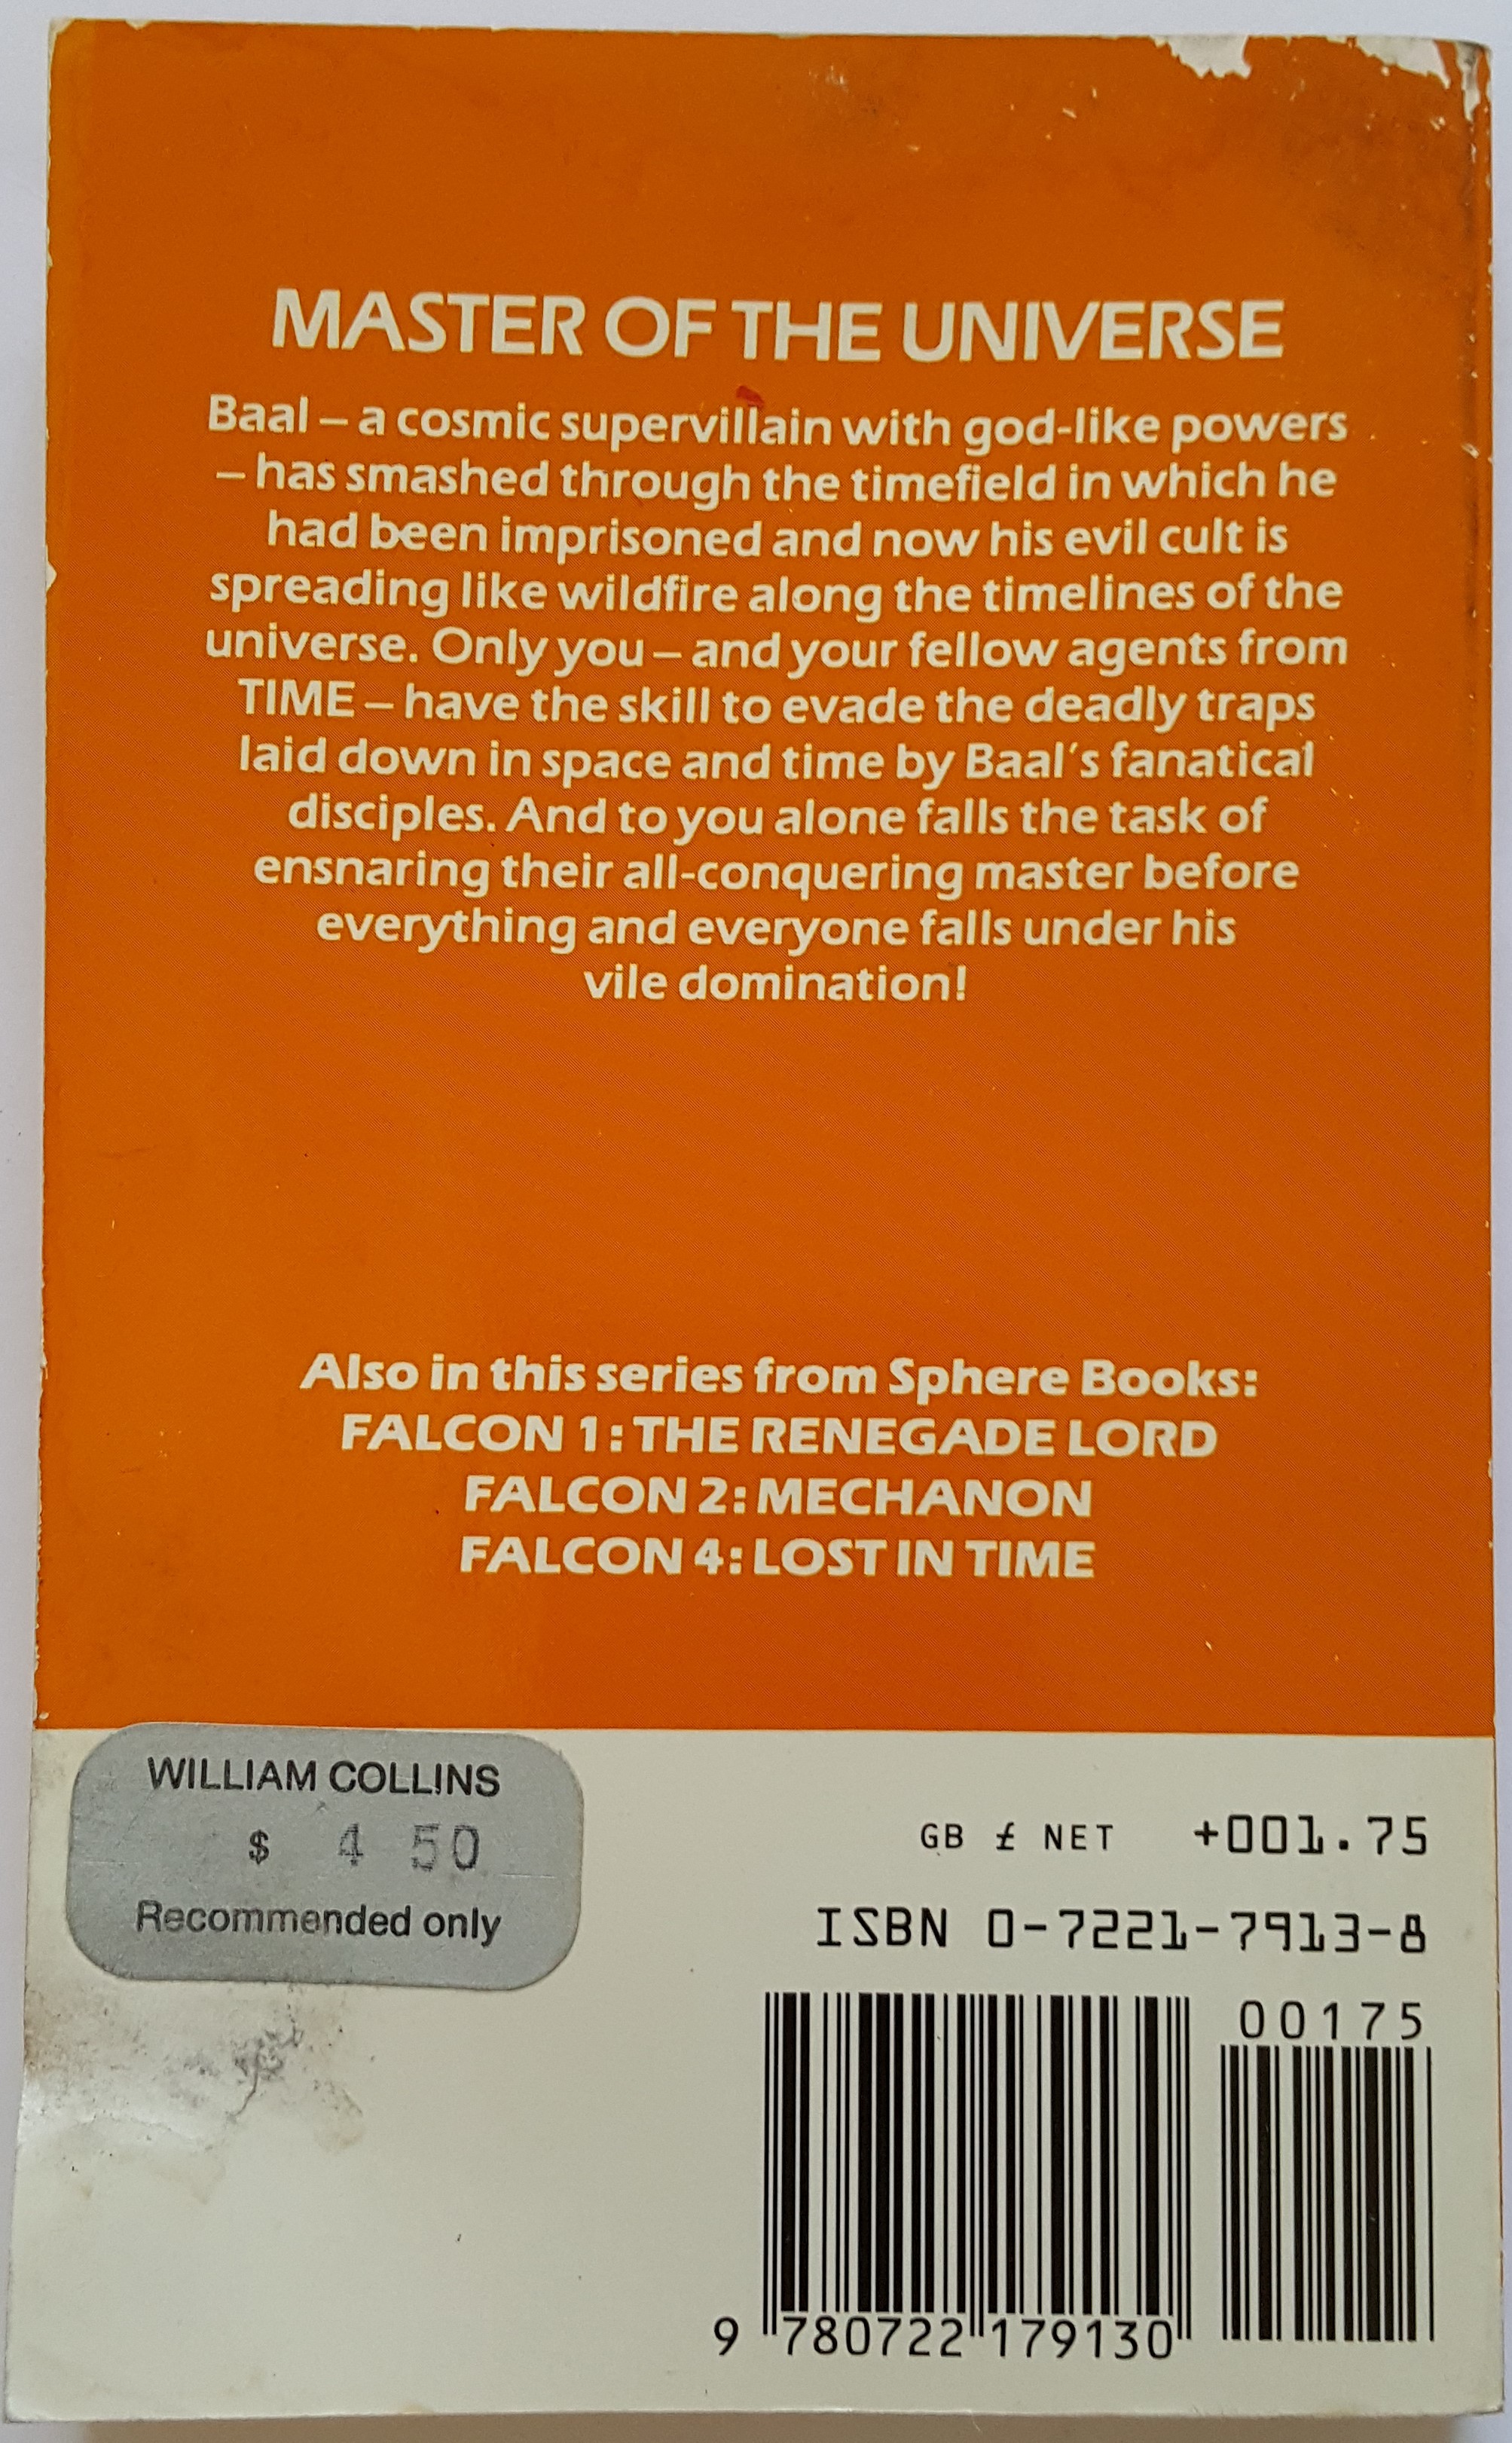 MASTER OF THE UNIVERSE
Baal – a cosmic supervillain with god-like powers
– has smashed through the timefield in which he
had been imprisoned and now his evil cult is
spreading like wildfire along the timelines of the
universe. Only you – and your fellow agents from
TIME – have the skill to evade the deadly traps
laid down in space and time by Baal's fanatical
disciples. And to you alone falls the task of
ensnaring their all-conquering master before
everything and everyone falls under his
vile domination!
Also in this series from Sphere Books:
FALCON 1: THE RENEGADE LORD
FALCON 2: MECHANON
FALCON 4: LOST IN TIME
WILLIAM COLLINS
$ 4 50
Recommended only
GB £ NET +001.75
ISBN 0-7221-7913-8
00175
9 780722 179130